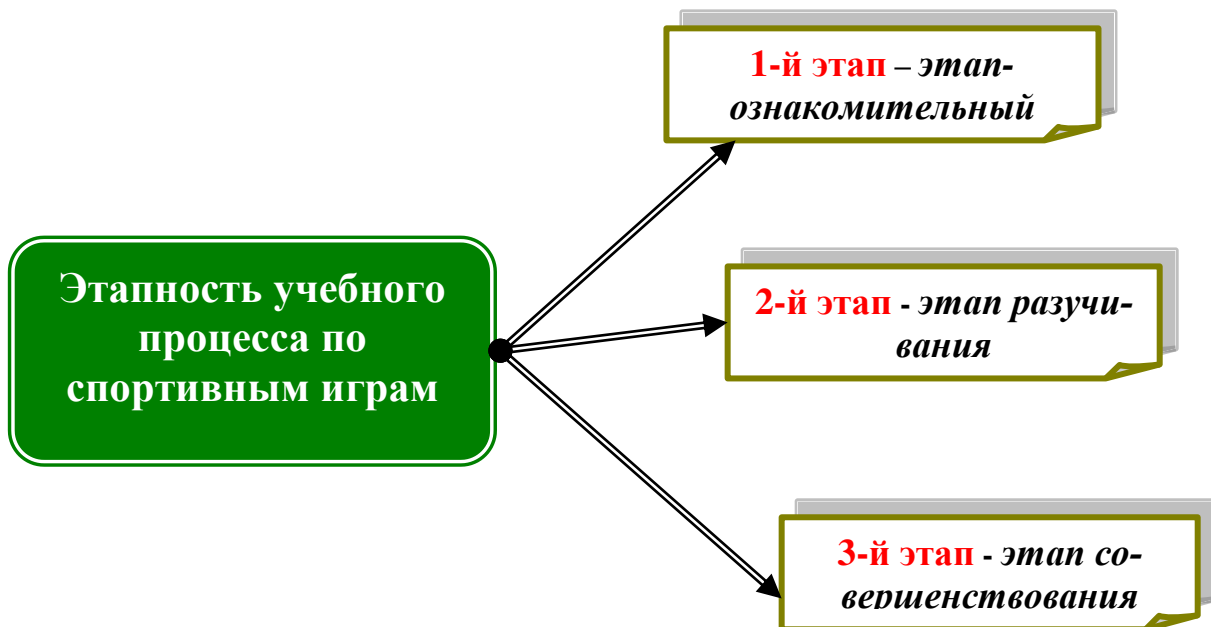 1-й этап – этап-
ознакомительный
Этапность учебного
процесса по
спортивным играм
2-й этап - этап разучи-
вания
3-й этап - этап со-
вершенствования